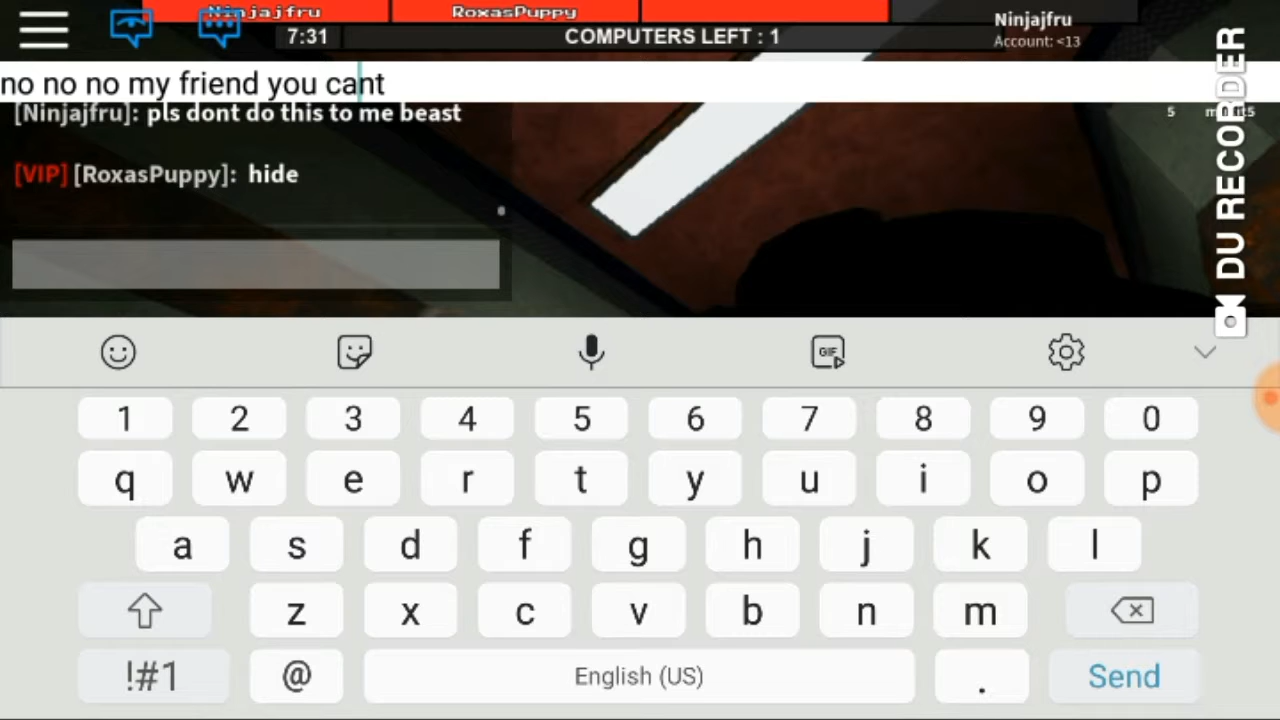 Ninjajfru RoxasPuppy
7:31 COMPUTERS LEFT : 1 Ninjajfru
Account: <13
no no no my friend you cant
[Ninjajfru]: pls dont do this to me beast
[VIP] [RoxasPuppy]: hide
DU RECORDER
GIF
1 2 3 4 5 6 7 8 9 0
q w e r t y u i o p
a s d f g h j k l
z x c v b n m
!#1 @ English (US) . Send